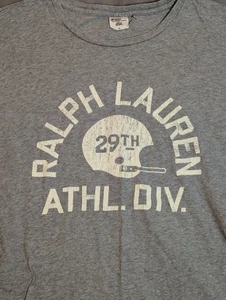 RALPH LAUREN
29TH
ATHL. DIV.